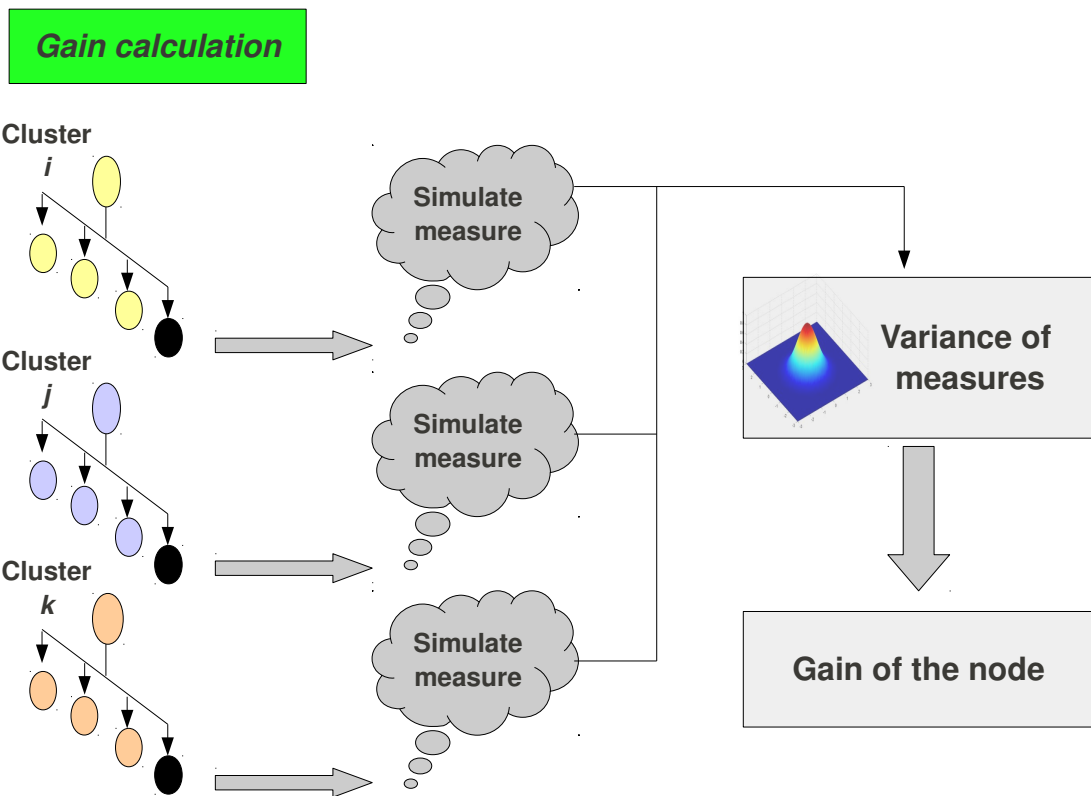 Gain calculation
Cluster
i
Simulate
measure
Variance of
measures
Cluster
j
Simulate
measure
Cluster
k
Simulate
measure
Gain of the node